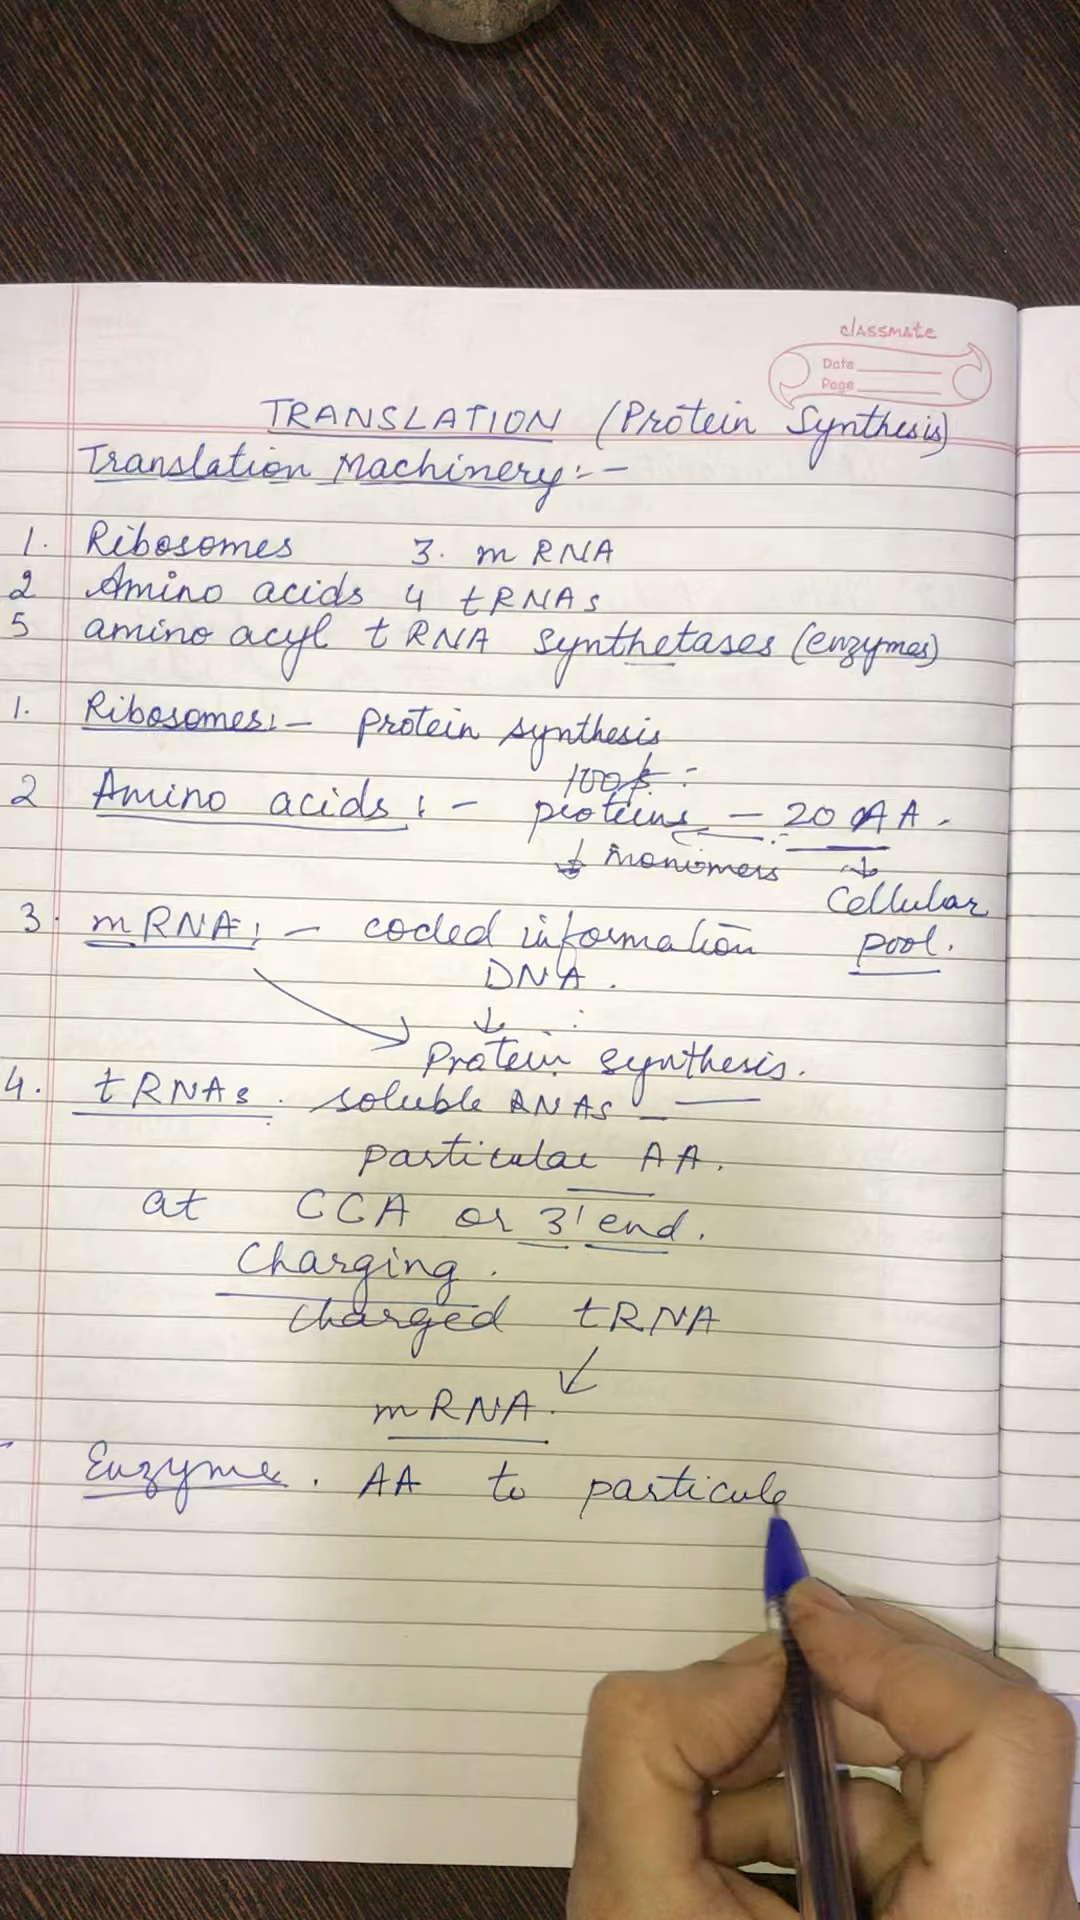 classmate
Date
Page
TRANSLATION (Protein Synthesis)
Translation Machinery:-
1. Ribosomes 3. mRNA
2 Amino acids 4 tRNAs
5 amino acyl tRNA synthetases (enzymes)
1. Ribosomes:- Protein synthesis
100s
2 Amino acids:- proteins - 20 AA.
↓ monomers ↓
Cellular
3. mRNA:- coded information pool.
DNA.
↓
Protein synthesis.
4. tRNAs. soluble RNAs -
particular AA.
at CCA or 3' end.
Charging.
Charged tRNA
mRNA.
Enzyme. AA to particula